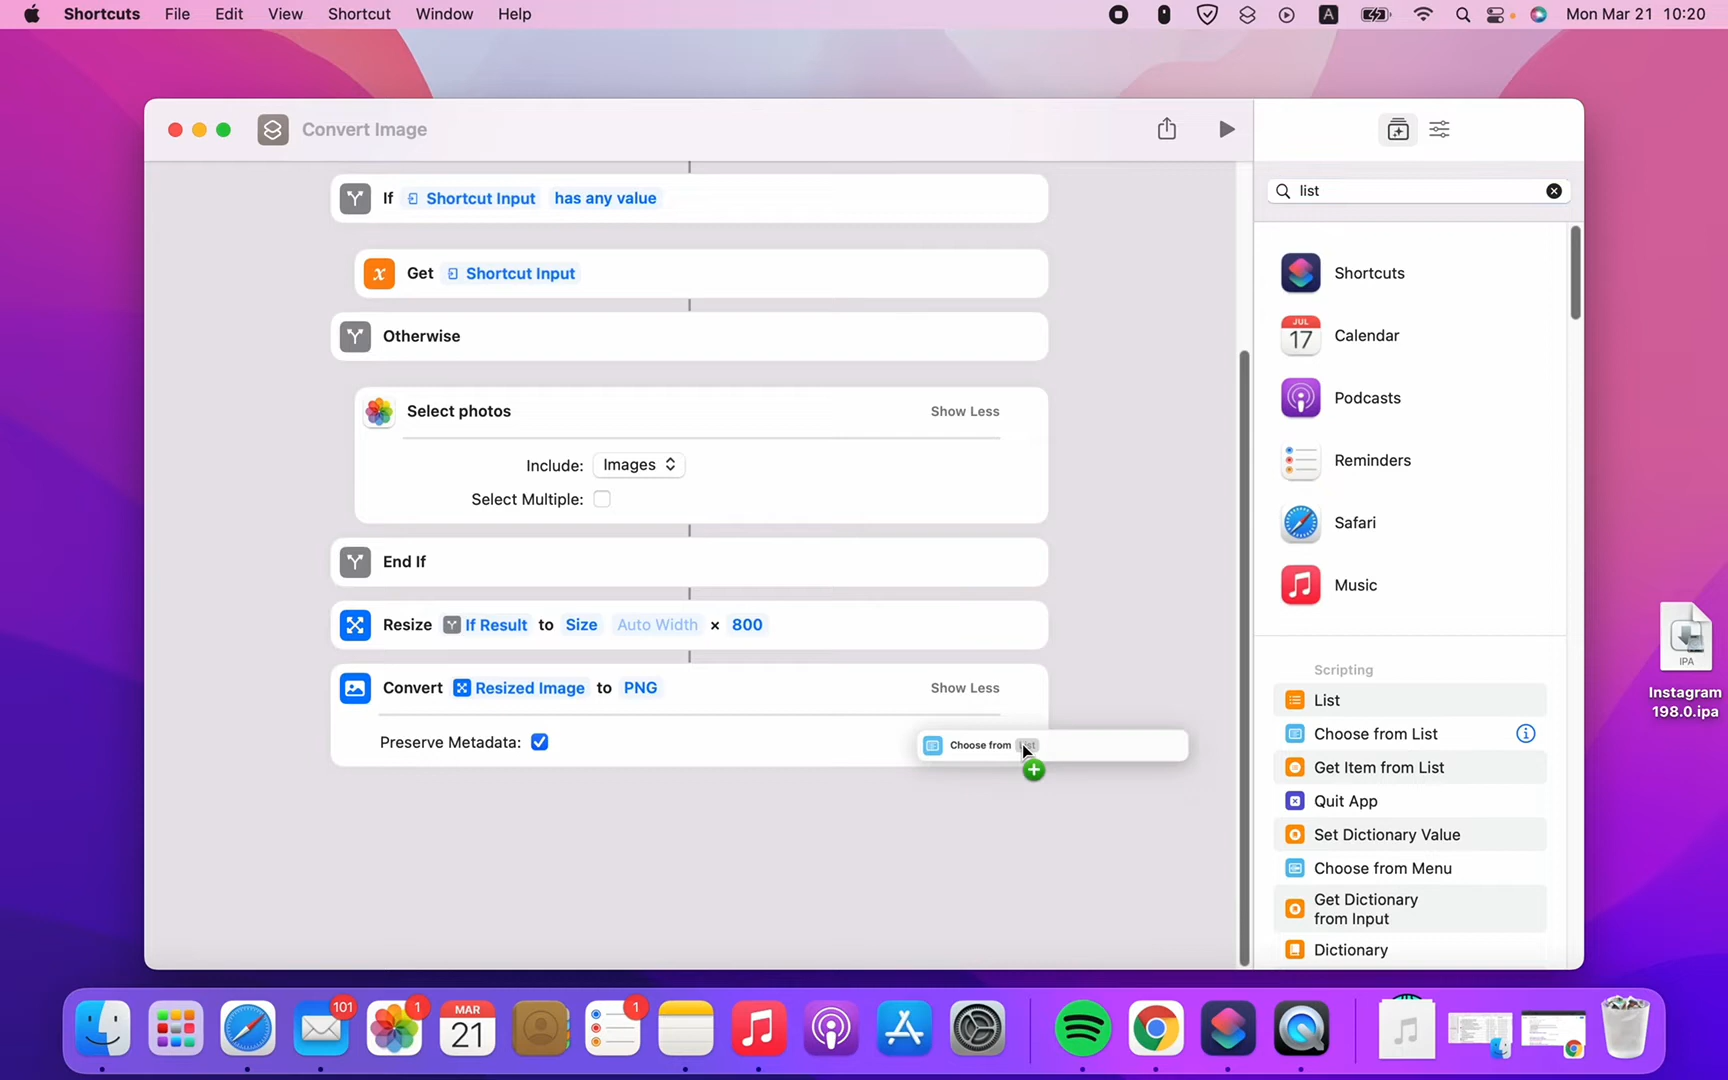 Shortcuts File Edit View Shortcut Window Help A Mon Mar 21 10:20
Convert Image
list
If Shortcut Input has any value
Get Shortcut Input
Otherwise
Select photos Show Less
Include: Images
Select Multiple:
End If
Resize If Result to Size Auto Width × 800
Convert Resized Image to PNG Show Less
Preserve Metadata:
Choose from List
Shortcuts
JUL
17
Calendar
Podcasts
Reminders
Safari
Music
Scripting
List
Choose from List
Get Item from List
Quit App
Set Dictionary Value
Choose from Menu
Get Dictionary
from Input
Dictionary
IPA
Instagram
198.0.ipa
101
1
MAR
21
1